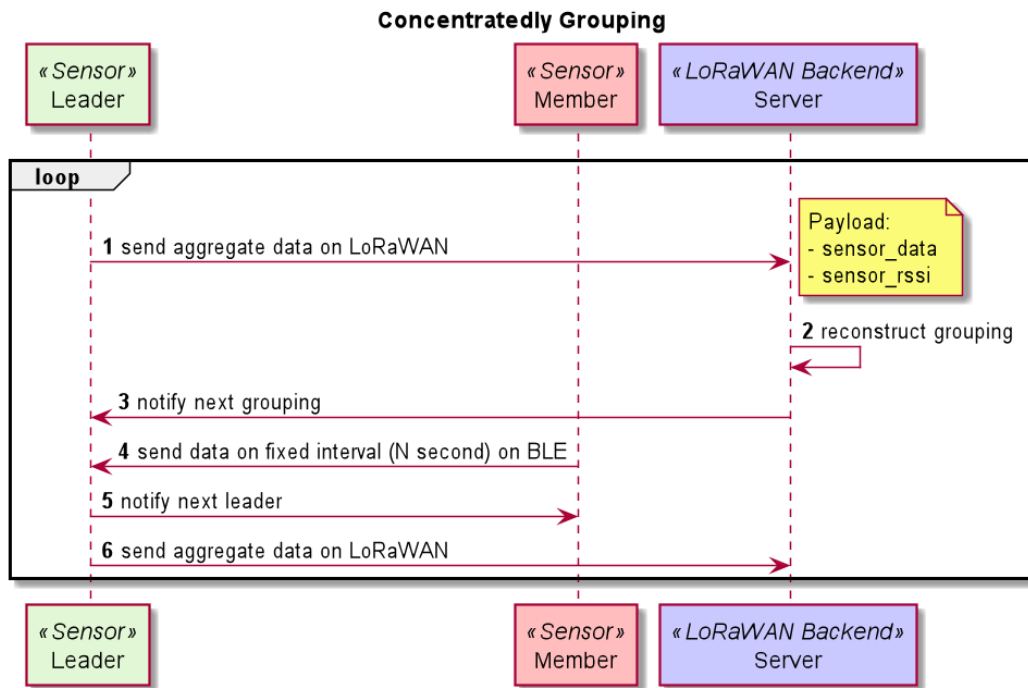 Concentratedly Grouping
«Sensor»
Leader
«Sensor»
Member
«LoRaWAN Backend»
Server
loop
Payload:
- sensor_data
- sensor_rssi
1 send aggregate data on LoRaWAN
2 reconstruct grouping
3 notify next grouping
4 send data on fixed interval (N second) on BLE
5 notify next leader
6 send aggregate data on LoRaWAN
«Sensor»
Leader
«Sensor»
Member
«LoRaWAN Backend»
Server